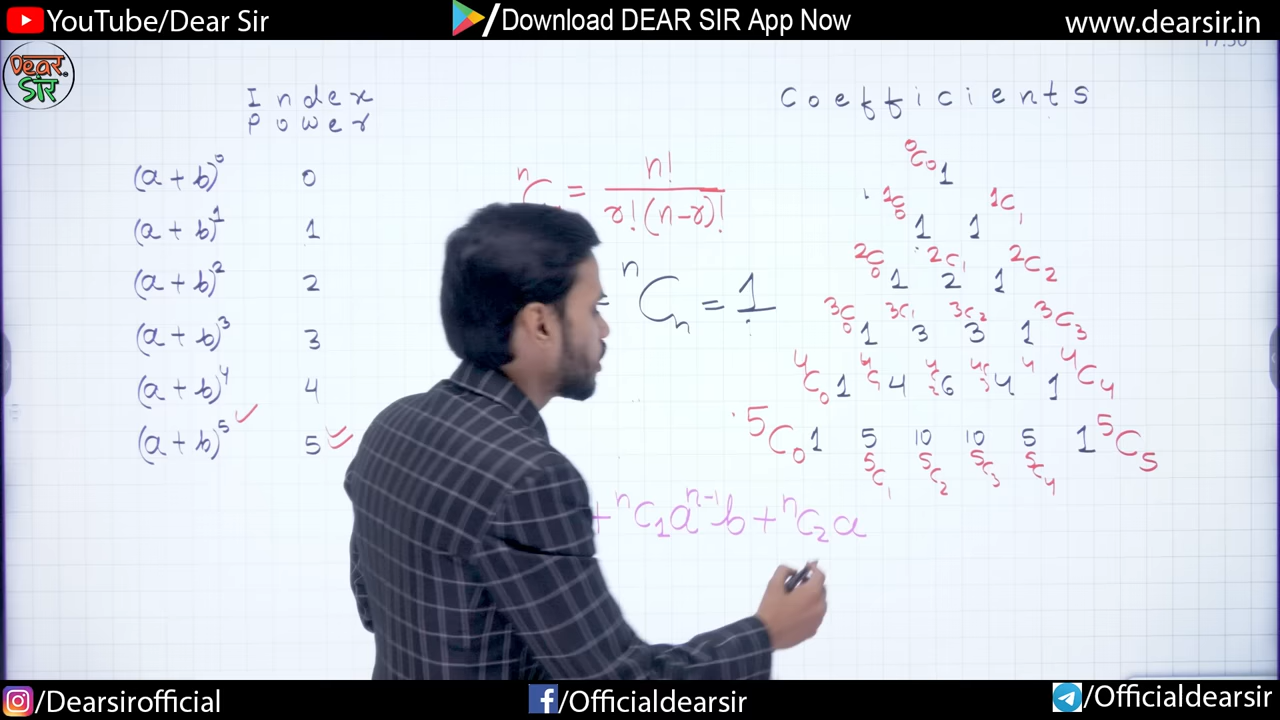 YouTube/Dear Sir
Download DEAR SIR App Now
www.dearsir.in
Dear Sir
Index Power
Coefficients
(a + b)⁰ 0
(a + b)¹ 1
(a + b)² 2
(a + b)³ 3
(a + b)⁴ 4
(a + b)⁵ 5
ⁿC = n! / r!(n-r)!
= ⁿCₙ = 1
⁰C₀ 1
¹C₀ ¹C₁
1 1
²C₀ ²C₁ ²C₂
1 2 1
³C₀ ³C₁ ³C₂ ³C₃
1 3 3 1
⁴C₀ 1 ⁴C₁ 4 ⁴C₂ 6 ⁴C₃ 4 ⁴ 1 ⁴C₄
⁵C₀ 1 5 10 10 5 1 ⁵C₅
⁵C₁ ⁵C₂ ⁵C₃ ⁵C₄
+ ⁿC₁aⁿ⁻¹b + ⁿC₂a
/Dearsirofficial
/Officialdearsir
/Officialdearsir